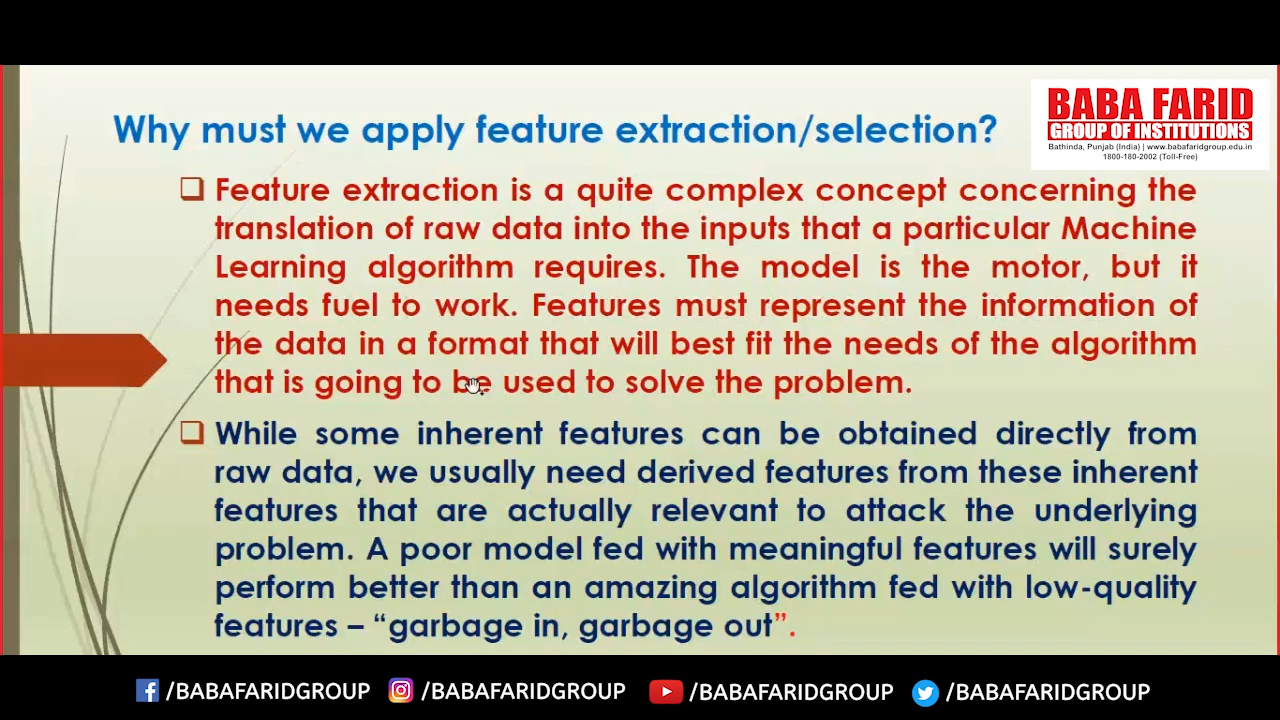 BABA FARID
GROUP OF INSTITUTIONS
Bathinda, Punjab (India) | www.babafaridgroup.edu.in
1800-180-2002 (Toll-Free)
Why must we apply feature extraction/selection?
Feature extraction is a quite complex concept concerning the
translation of raw data into the inputs that a particular Machine
Learning algorithm requires. The model is the motor, but it
needs fuel to work. Features must represent the information of
the data in a format that will best fit the needs of the algorithm
that is going to be used to solve the problem.
While some inherent features can be obtained directly from
raw data, we usually need derived features from these inherent
features that are actually relevant to attack the underlying
problem. A poor model fed with meaningful features will surely
perform better than an amazing algorithm fed with low-quality
features – “garbage in, garbage out”.
/BABAFARIDGROUP /BABAFARIDGROUP /BABAFARIDGROUP /BABAFARIDGROUP